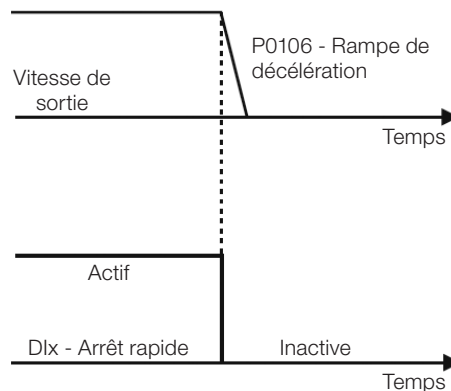 P0106 - Rampe de
décélération
Vitesse de
sortie
Temps
Actif
DIx - Arrêt rapide
Inactive
Temps